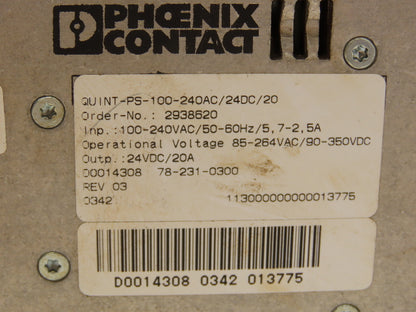 PHŒNIX
CONTACT
QUINT-PS-100-240AC/24DC/20
Order-No.: 2938620
Inp.:100-240VAC/50-60Hz/5,7-2,5A
Operational Voltage 85-264VAC/90-350VDC
Outp.:24VDC/20A
D0014308 78-231-0300
REV 03
0342 113000000000013775
D0014308 0342 013775